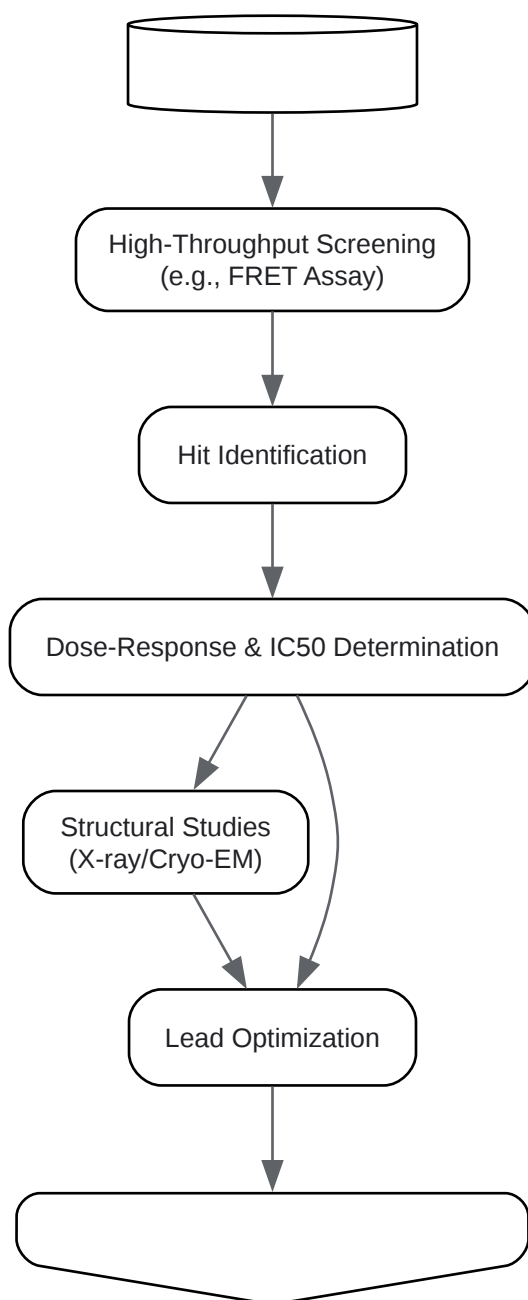 High-Throughput Screening
(e.g., FRET Assay)
Hit Identification
Dose-Response & IC50 Determination
Structural Studies
(X-ray/Cryo-EM)
Lead Optimization